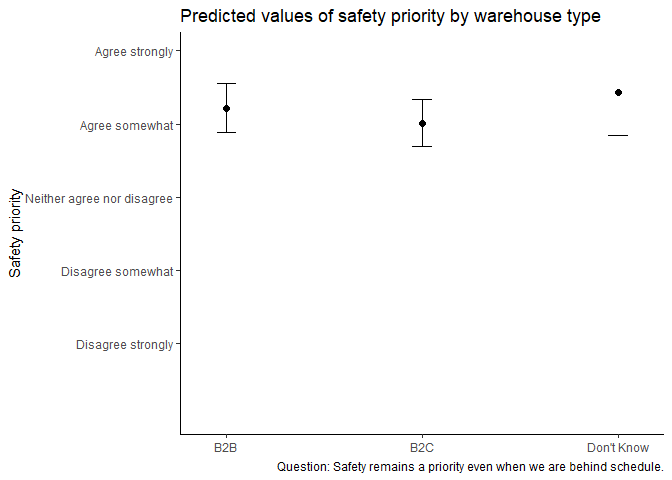 Predicted values of safety priority by warehouse type
Safety priority
Agree strongly
Agree somewhat
Neither agree nor disagree
Disagree somewhat
Disagree strongly
B2B
B2C
Don't Know
Question: Safety remains a priority even when we are behind schedule.